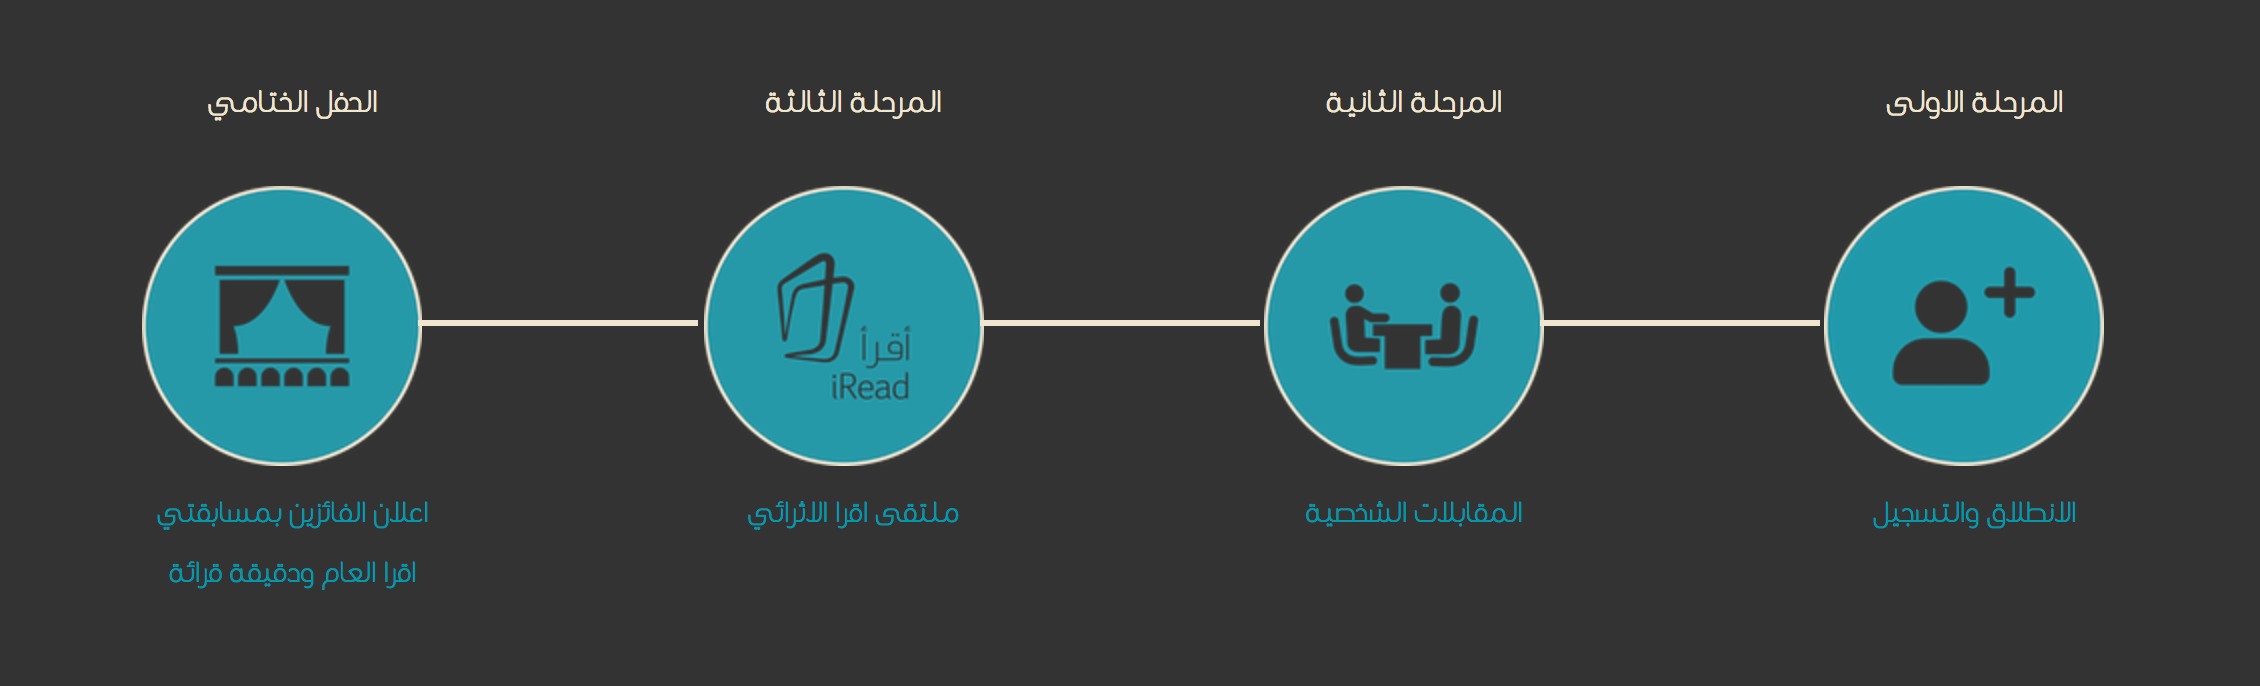 المرحلة الاولى
الانطلاق والتسجيل
المرحلة الثانية
المقابلات الشخصية
المرحلة الثالثة
أقرأ
iRead
ملتقى اقرا الاثرائي
الحفل الختامي
اعلان الفائزين بمسابقتي
اقرا العام ودقيقة قرائة